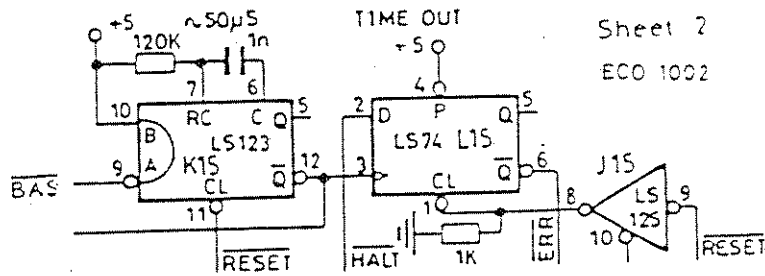 ~50µS
TIME OUT
Sheet 2
ECO 1002
+5
120K
1n
+5
7
6
4
10
RC
C
Q
5
2
D
P
Q
5
B
A
LS123
K15
LS74 L15
J15
9
BAS
CL
Q
12
3
CL
Q
6
8
LS
125
9
11
1
10
RESET
HALT
1K
ERR
RESET